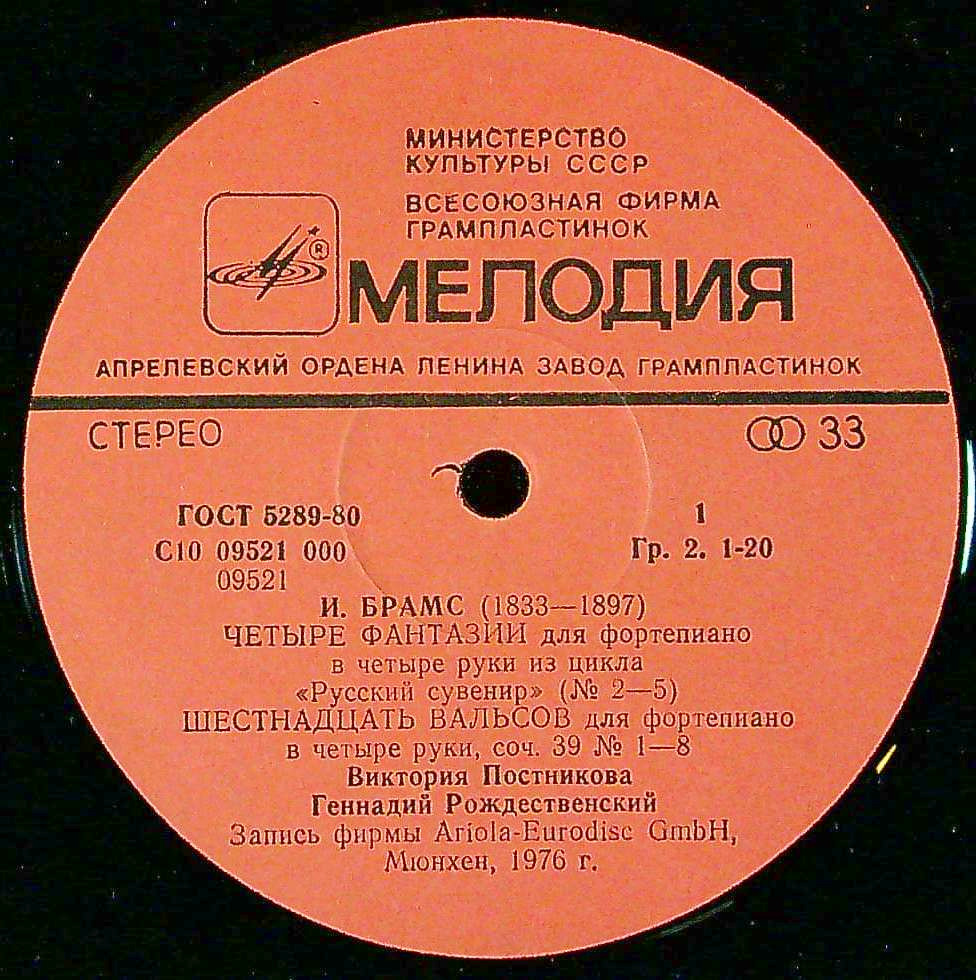 МИНИСТЕРСТВО
КУЛЬТУРЫ СССР
ВСЕСОЮЗНАЯ ФИРМА
ГРАМПЛАСТИНОК
®
МЕЛОДИЯ
АПРЕЛЕВСКИЙ ОРДЕНА ЛЕНИНА ЗАВОД ГРАМПЛАСТИНОК
СТЕРЕО 33
ГОСТ 5289-80 1
С10 09521 000 Гр. 2. 1-20
09521
И. БРАМС (1833—1897)
ЧЕТЫРЕ ФАНТАЗИИ для фортепиано
в четыре руки из цикла
«Русский сувенир» (№ 2—5)
ШЕСТНАДЦАТЬ ВАЛЬСОВ для фортепиано
в четыре руки, соч. 39 № 1—8
Виктория Постникова
Геннадий Рождественский
Запись фирмы Ariola-Eurodisc GmbH,
Мюнхен, 1976 г.